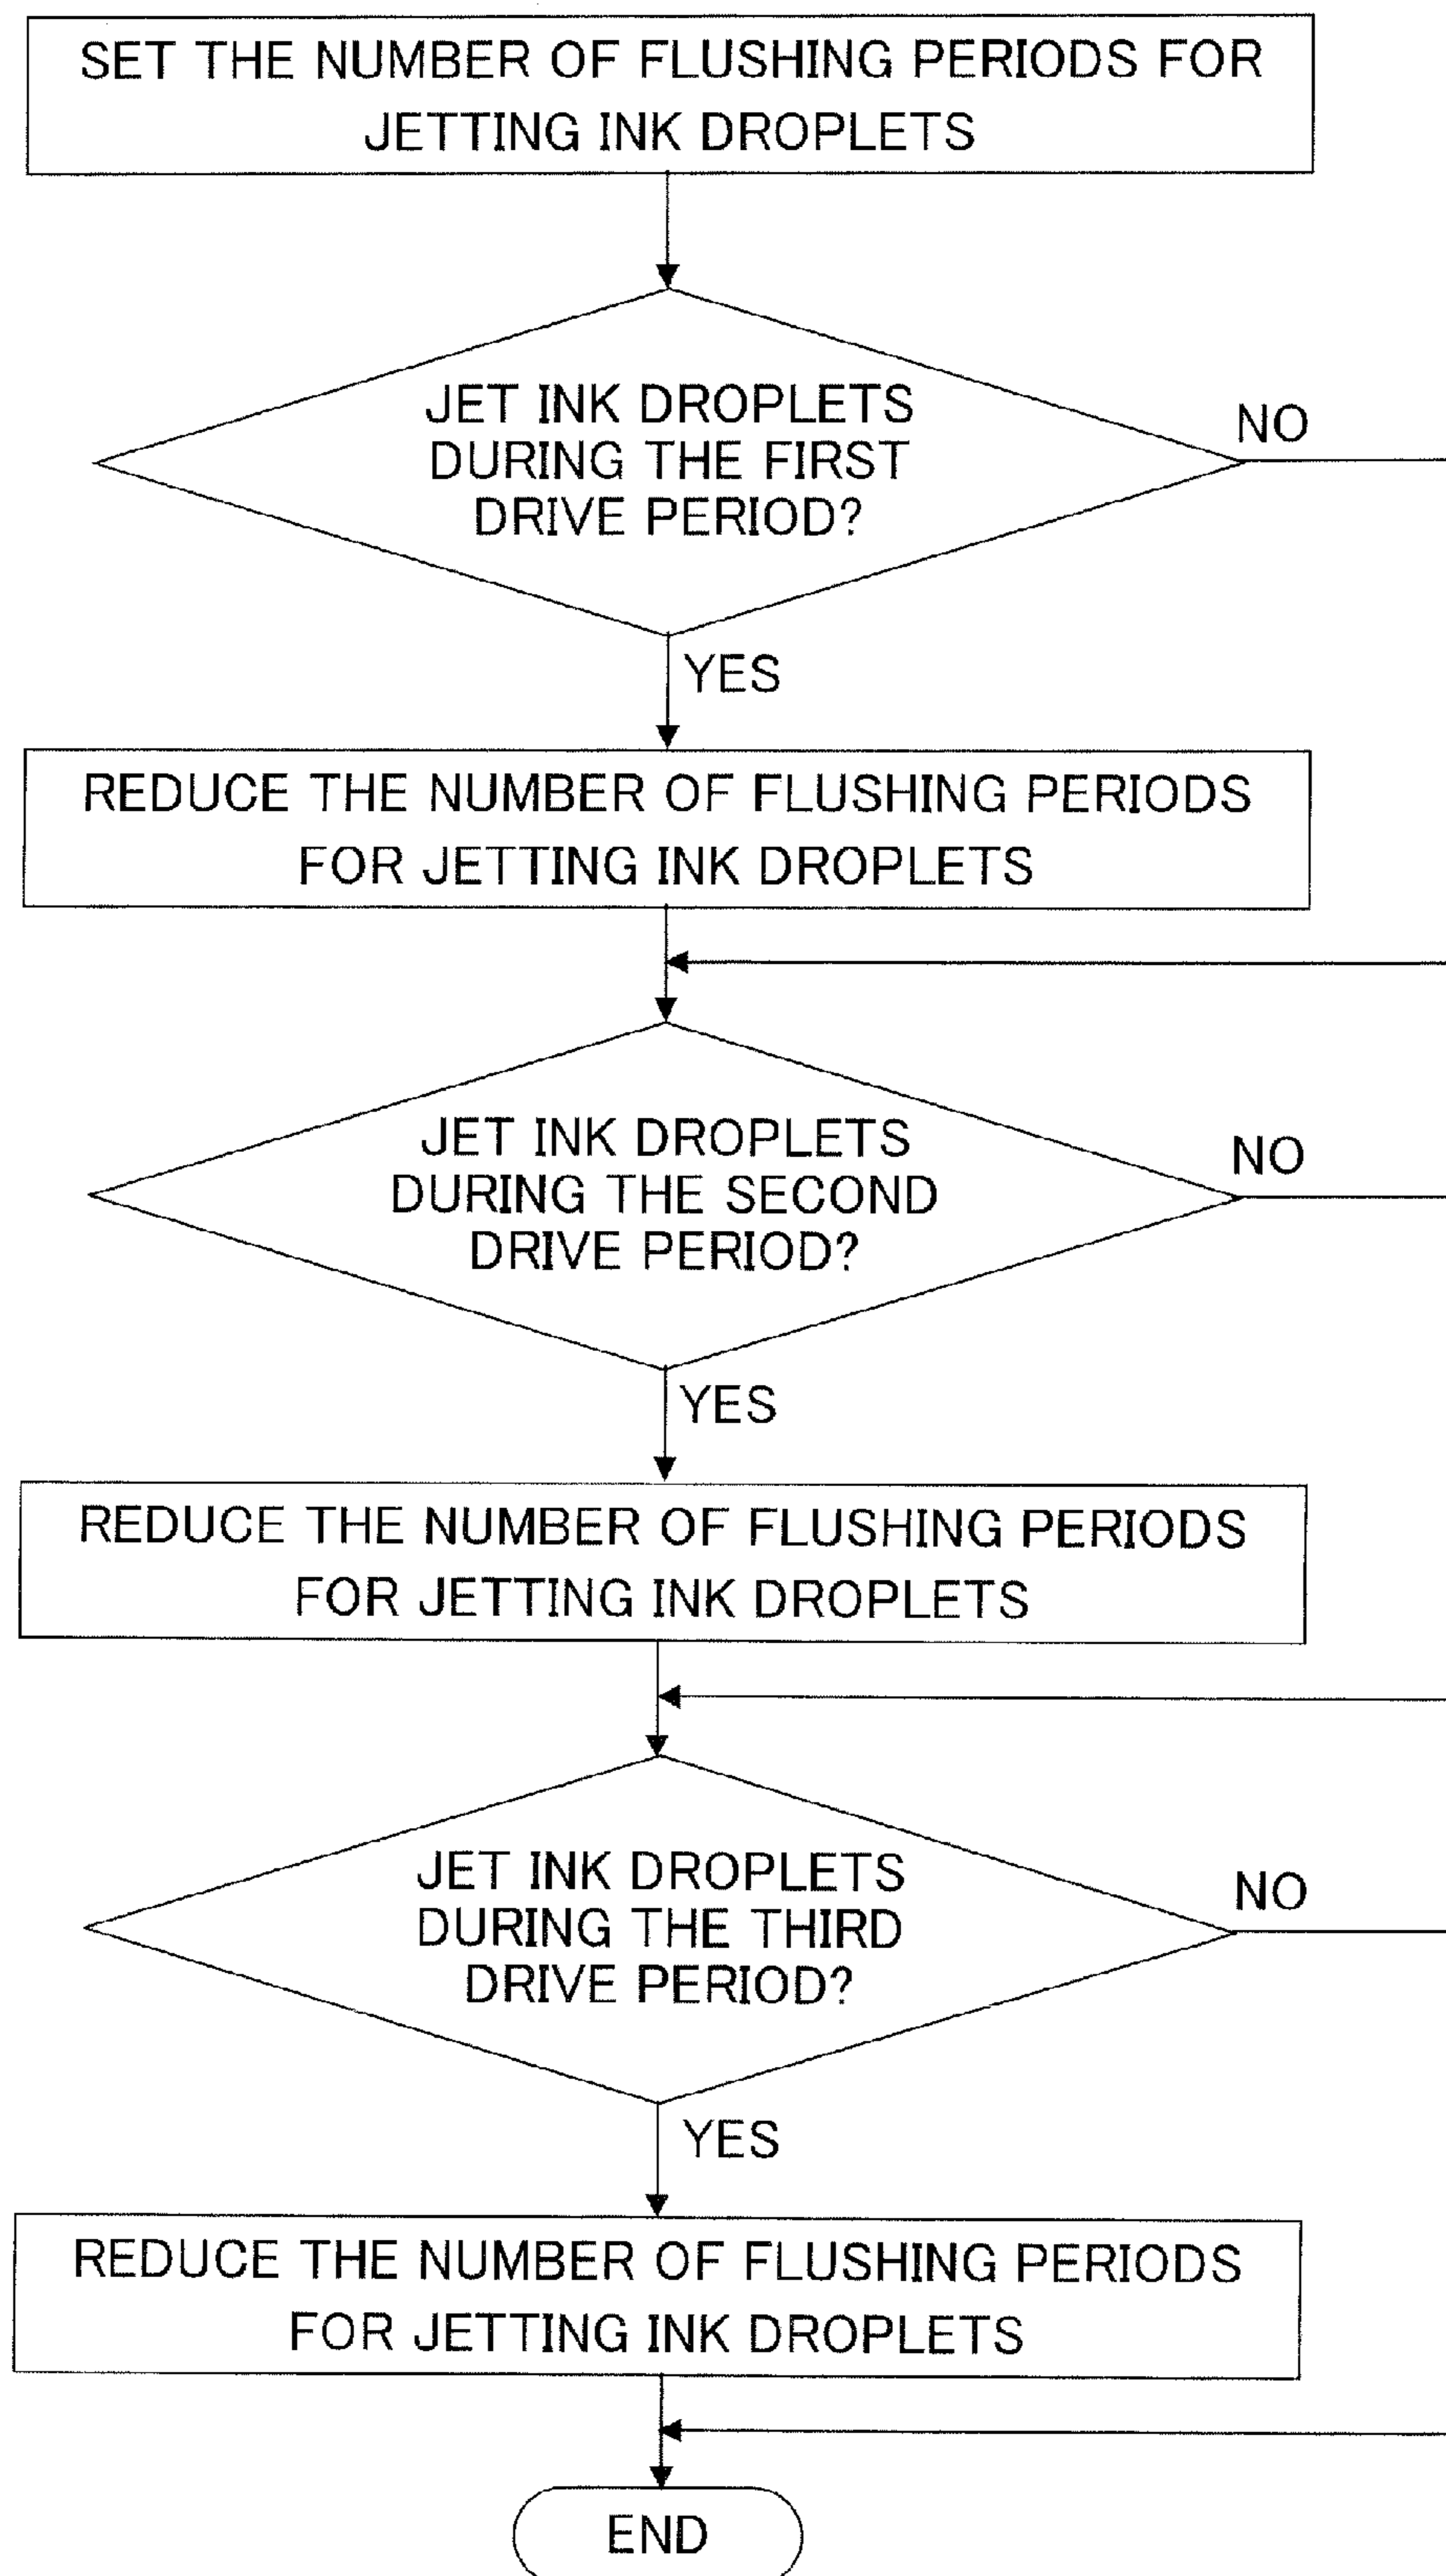 SET THE NUMBER OF FLUSHING PERIODS FOR
JETTING INK DROPLETS
JET INK DROPLETS
DURING THE FIRST
DRIVE PERIOD?
NO
YES
REDUCE THE NUMBER OF FLUSHING PERIODS
FOR JETTING INK DROPLETS
JET INK DROPLETS
DURING THE SECOND
DRIVE PERIOD?
NO
YES
REDUCE THE NUMBER OF FLUSHING PERIODS
FOR JETTING INK DROPLETS
JET INK DROPLETS
DURING THE THIRD
DRIVE PERIOD?
NO
YES
REDUCE THE NUMBER OF FLUSHING PERIODS
FOR JETTING INK DROPLETS
END